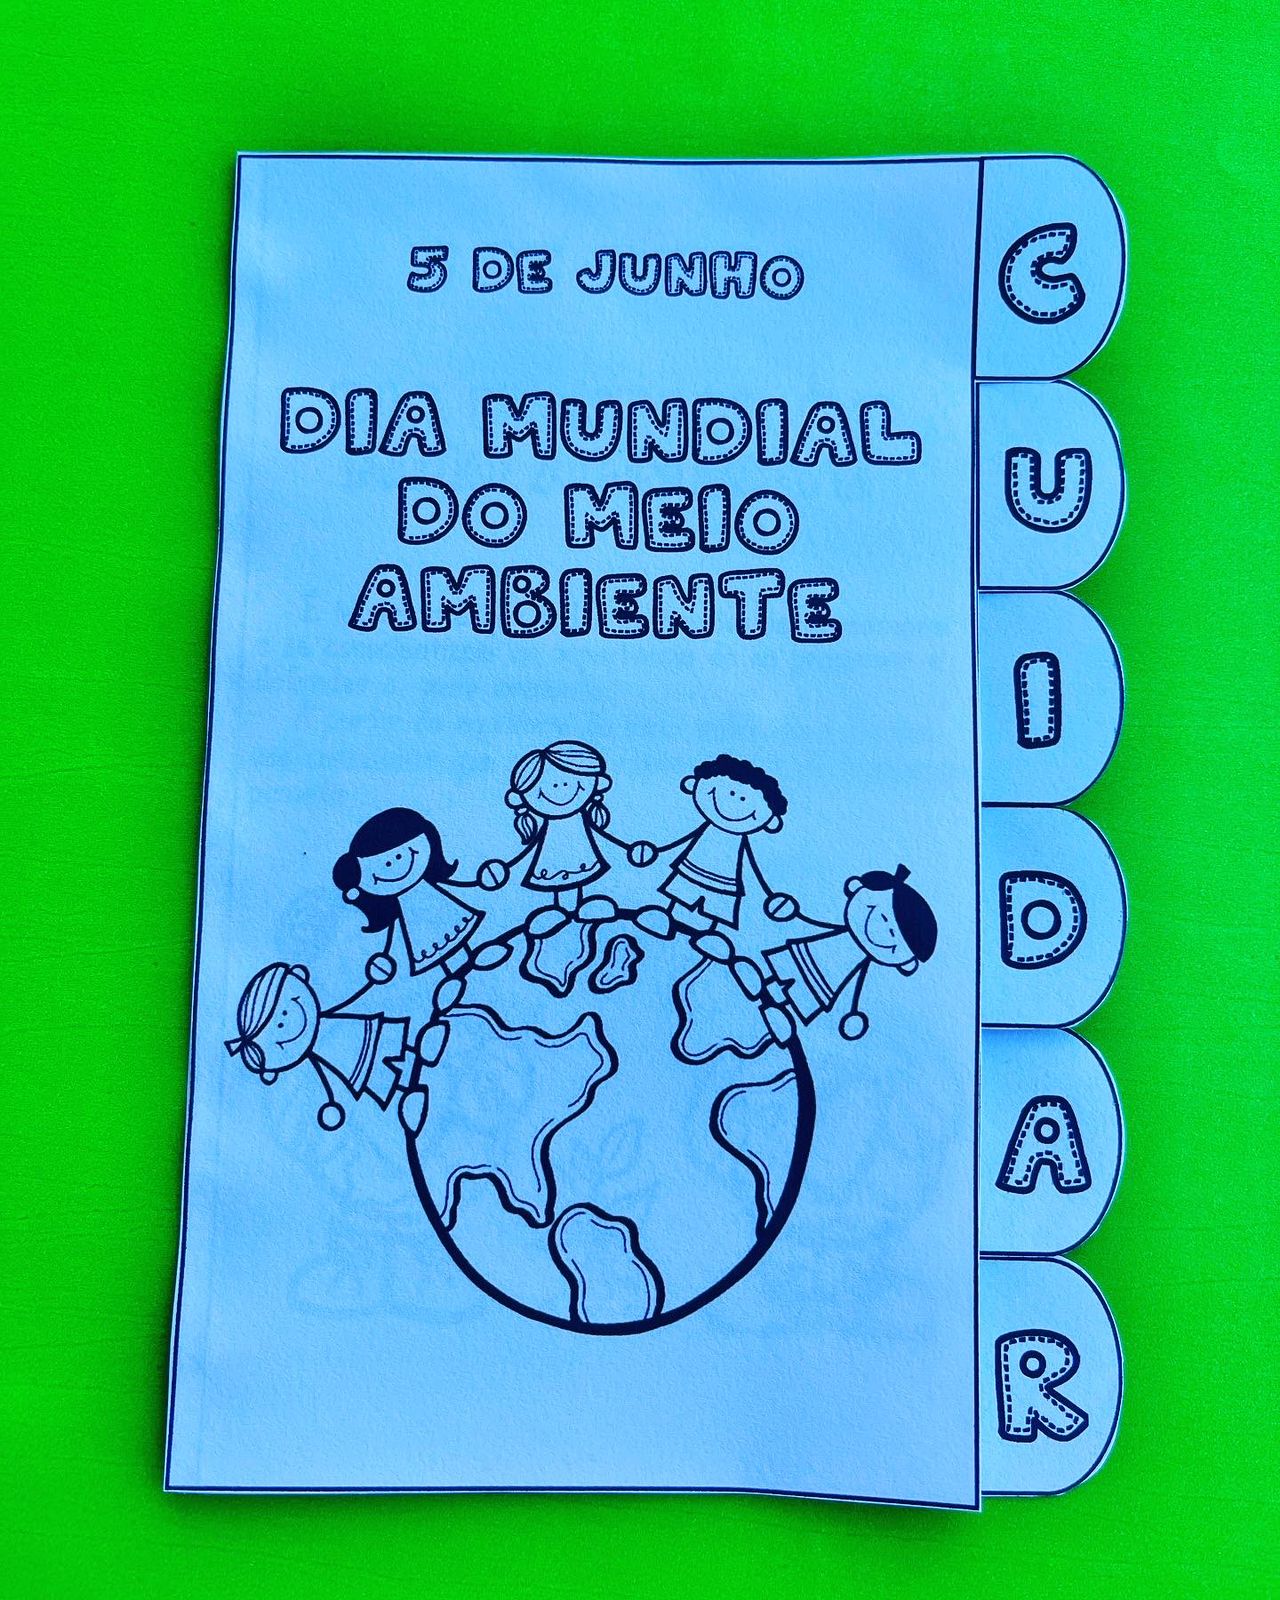 5 DE JUNHO
DIA MUNDIAL
DO MEIO
AMBIENTE
C
U
I
D
A
R